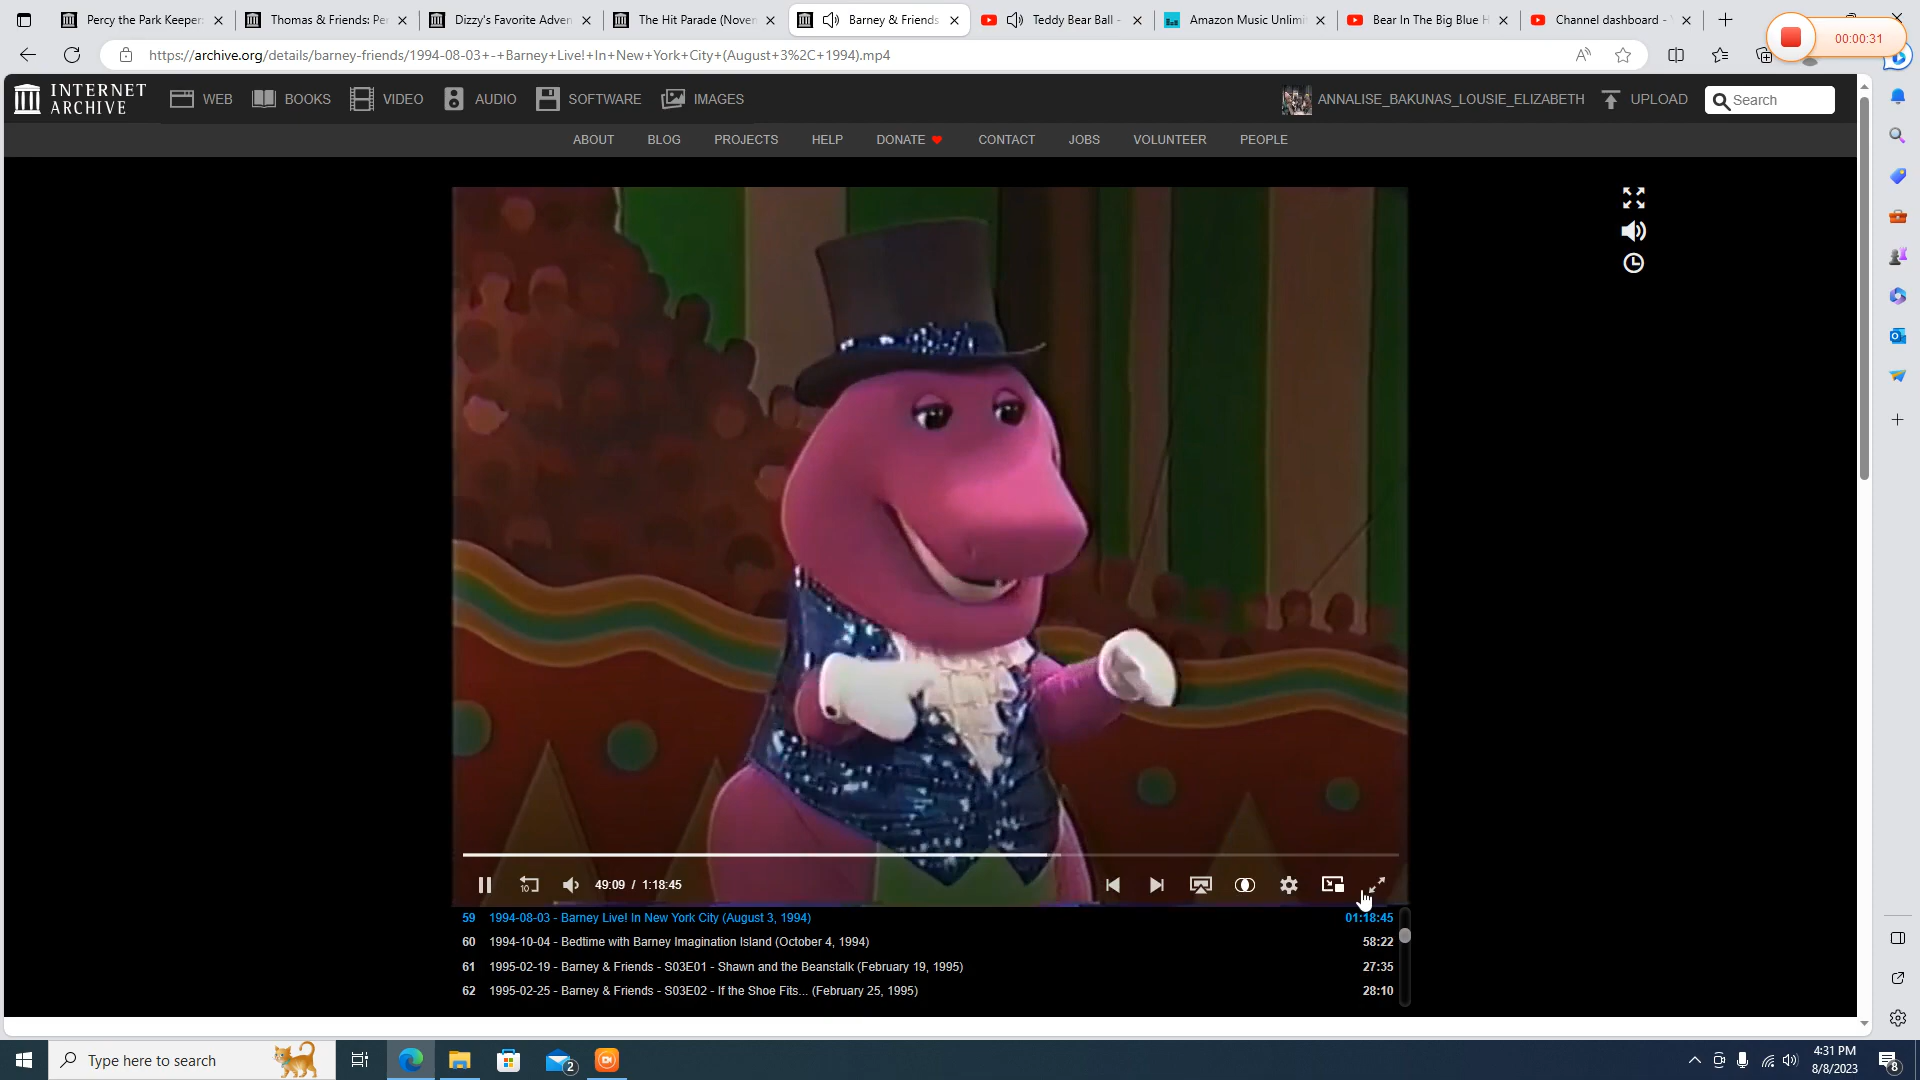 Percy the Park Keeper:
Thomas & Friends: Per
Dizzy's Favorite Adven
The Hit Parade (Nover
Barney & Friends
Teddy Bear Ball -
Amazon Music Unlimi
Bear In The Big Blue H
Channel dashboard -
00:00:31
https://archive.org/details/barney-friends/1994-08-03+-+Barney+Live!+In+New+York+City+(August+3%2C+1994).mp4
INTERNET ARCHIVE
WEB
BOOKS
VIDEO
AUDIO
SOFTWARE
IMAGES
ANNALISE_BAKUNAS_LOUSIE_ELIZABETH
UPLOAD
Search
ABOUT
BLOG
PROJECTS
HELP
DONATE
CONTACT
JOBS
VOLUNTEER
PEOPLE
10
49:09 / 1:18:45
59 1994-08-03 - Barney Live! In New York City (August 3, 1994) 01:18:45
60 1994-10-04 - Bedtime with Barney Imagination Island (October 4, 1994) 58:22
61 1995-02-19 - Barney & Friends - S03E01 - Shawn and the Beanstalk (February 19, 1995) 27:35
62 1995-02-25 - Barney & Friends - S03E02 - If the Shoe Fits... (February 25, 1995) 28:10
Type here to search
2
4:31 PM
8/8/2023
8